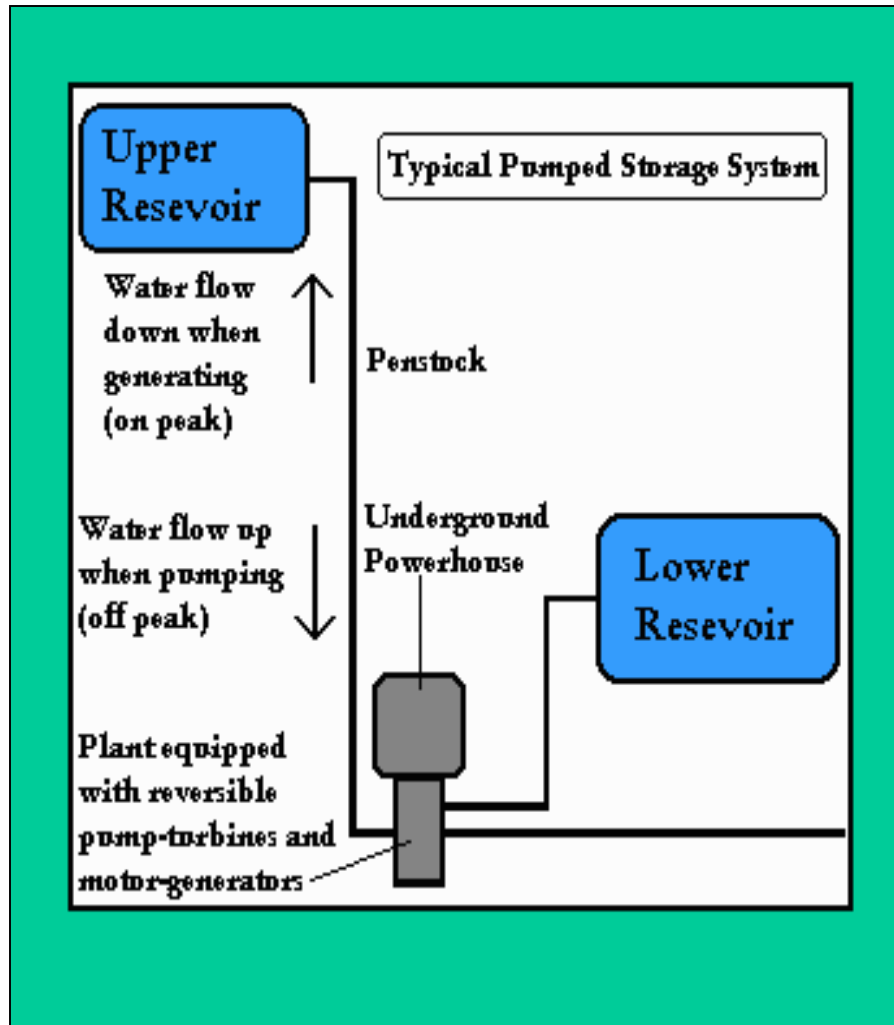 Upper
Resevoir
Typical Pumped Storage System
Water flow
down when
generating
(on peak)
Penstock
Water flow up
when pumping
(off peak)
Underground
Powerhouse
Lower
Resevoir
Plant equipped
with reversible
pump-turbines and
motor-generators